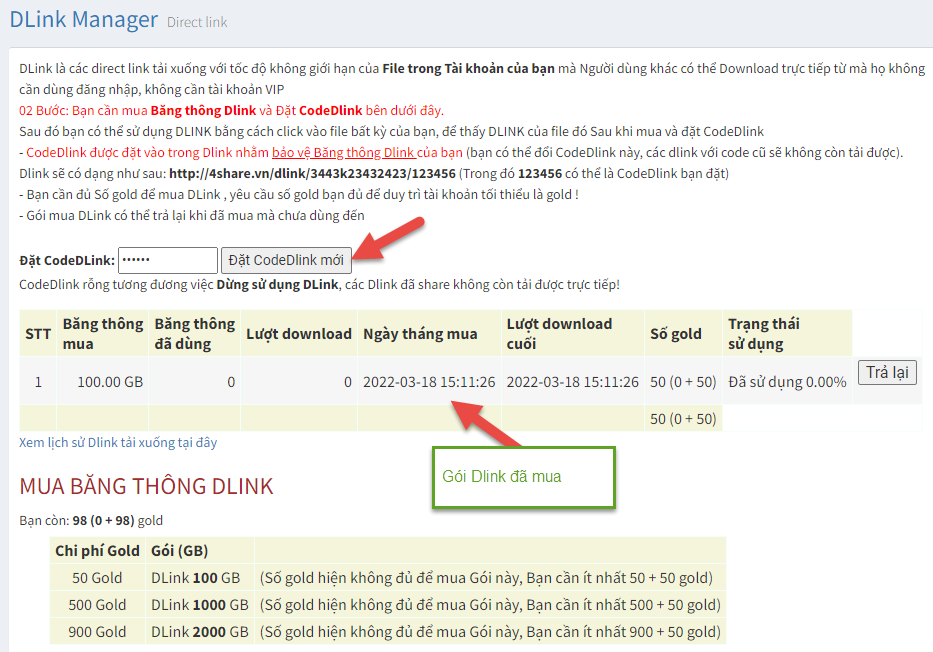 DLink Manager Direct link
DLink là các direct link tải xuống với tốc độ không giới hạn của File trong Tài khoản của bạn mà Người dùng khác có thể Download trực tiếp từ mà họ không
cần dùng đăng nhập, không cần tài khoản VIP
02 Bước: Bạn cần mua Băng thông Dlink và Đặt CodeDlink bên dưới đây.
Sau đó bạn có thể sử dụng DLINK bằng cách click vào file bất kỳ của bạn, để thấy DLINK của file đó Sau khi mua và đặt CodeDlink
- CodeDlink được đặt vào trong Dlink nhằm bảo vệ Băng thông Dlink của bạn (bạn có thể đổi CodeDlink này, các dlink với code cũ sẽ không còn tải được).
Dlink sẽ có dạng như sau: http://4share.vn/dlink/3443k23432423/123456 (Trong đó 123456 có thể là CodeDlink bạn đặt)
- Bạn cần đủ Số gold để mua DLink , yêu cầu số gold bạn đủ để duy trì tài khoản tối thiểu là gold !
- Gói mua DLink có thể trả lại khi đã mua mà chưa dùng đến
Đặt CodeDLink: •••••• Đặt CodeDlink mới
CodeDlink rỗng tương đương việc Dừng sử dụng DLink, các Dlink đã share không còn tải được trực tiếp!
STT Băng thông mua Băng thông đã dùng Lượt download Ngày tháng mua Lượt download cuối Số gold Trạng thái sử dụng
1 100.00 GB 0 0 2022-03-18 15:11:26 2022-03-18 15:11:26 50 (0 + 50) Đã sử dụng 0.00% Trả lại
50 (0 + 50)
Xem lịch sử Dlink tải xuống tại đây
Gói Dlink đã mua
MUA BĂNG THÔNG DLINK
Bạn còn: 98 (0 + 98) gold
Chi phí Gold Gói (GB)
50 Gold DLink 100 GB (Số gold hiện không đủ để mua Gói này, Bạn cần ít nhất 50 + 50 gold)
500 Gold DLink 1000 GB (Số gold hiện không đủ để mua Gói này, Bạn cần ít nhất 500 + 50 gold)
900 Gold DLink 2000 GB (Số gold hiện không đủ để mua Gói này, Bạn cần ít nhất 900 + 50 gold)